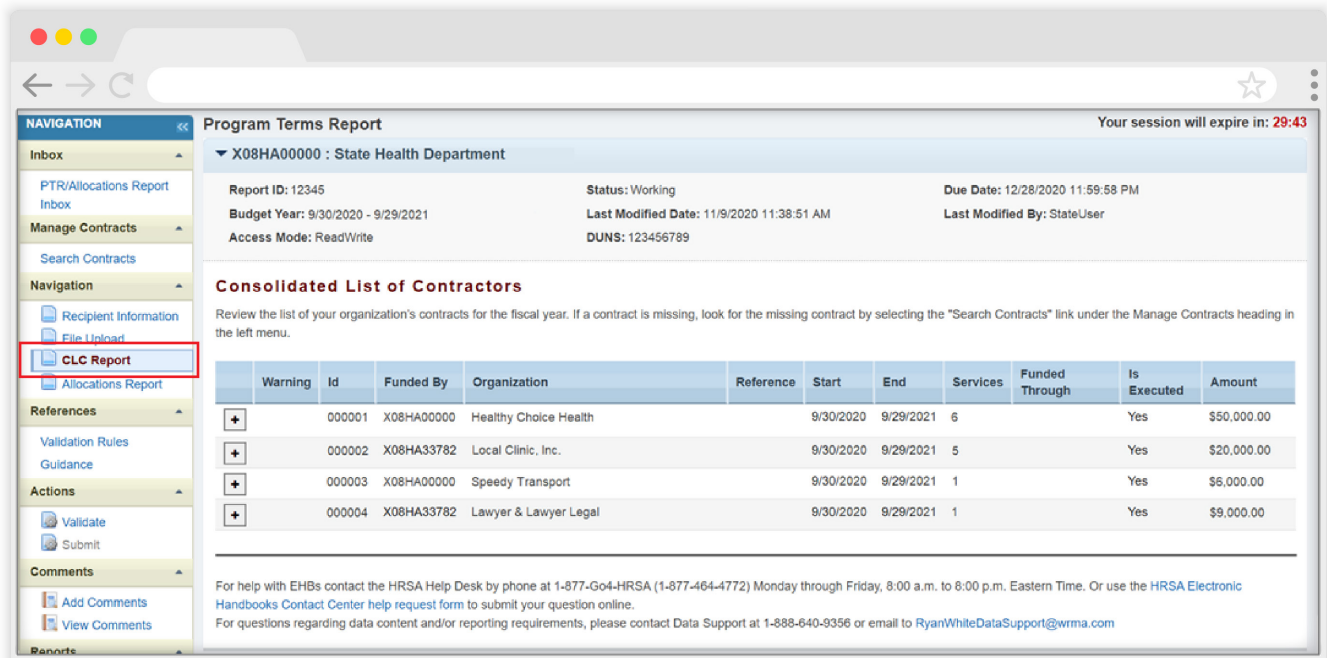 NAVIGATION «
Inbox
PTR/Allocations Report
Inbox
Manage Contracts
Search Contracts
Navigation
Recipient Information
File Upload
CLC Report
Allocations Report
References
Validation Rules
Guidance
Actions
Validate
Submit
Comments
Add Comments
View Comments
Reports
Program Terms Report
Your session will expire in: 29:43
X08HA00000 : State Health Department
Report ID: 12345 Status: Working Due Date: 12/28/2020 11:59:58 PM
Budget Year: 9/30/2020 - 9/29/2021 Last Modified Date: 11/9/2020 11:38:51 AM Last Modified By: StateUser
Access Mode: ReadWrite DUNS: 123456789
Consolidated List of Contractors
Review the list of your organization's contracts for the fiscal year. If a contract is missing, look for the missing contract by selecting the "Search Contracts" link under the Manage Contracts heading in
the left menu.
Warning Id Funded By Organization Reference Start End Services Funded Through Is Executed Amount
+ 000001 X08HA00000 Healthy Choice Health 9/30/2020 9/29/2021 6 Yes $50,000.00
+ 000002 X08HA33782 Local Clinic, Inc. 9/30/2020 9/29/2021 5 Yes $20,000.00
+ 000003 X08HA00000 Speedy Transport 9/30/2020 9/29/2021 1 Yes $6,000.00
+ 000004 X08HA33782 Lawyer & Lawyer Legal 9/30/2020 9/29/2021 1 Yes $9,000.00
For help with EHBs contact the HRSA Help Desk by phone at 1-877-Go4-HRSA (1-877-464-4772) Monday through Friday, 8:00 a.m. to 8:00 p.m. Eastern Time. Or use the HRSA Electronic
Handbooks Contact Center help request form to submit your question online.
For questions regarding data content and/or reporting requirements, please contact Data Support at 1-888-640-9356 or email to RyanWhiteDataSupport@wrma.com